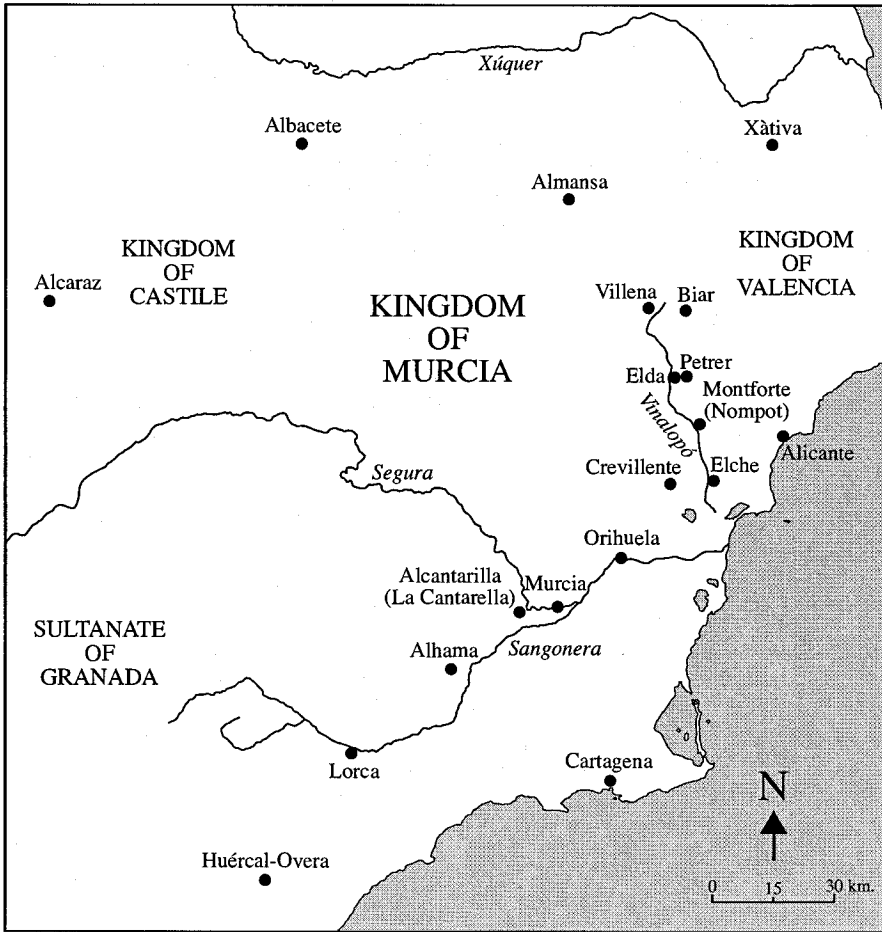 Xúquer
Albacete
Xàtiva
Almansa
KINGDOM
OF
CASTILE
KINGDOM
OF
VALENCIA
Alcaraz
KINGDOM
OF
MURCIA
Villena
Biar
Petrer
Elda
Montforte
(Nompot)
Vinalopó
Alicante
Crevillente
Elche
Segura
Orihuela
Alcantarilla
(La Cantarella)
Murcia
SULTANATE
OF
GRANADA
Alhama
Sangonera
Lorca
Cartagena
N
Huércal-Overa
0 15 30 km.